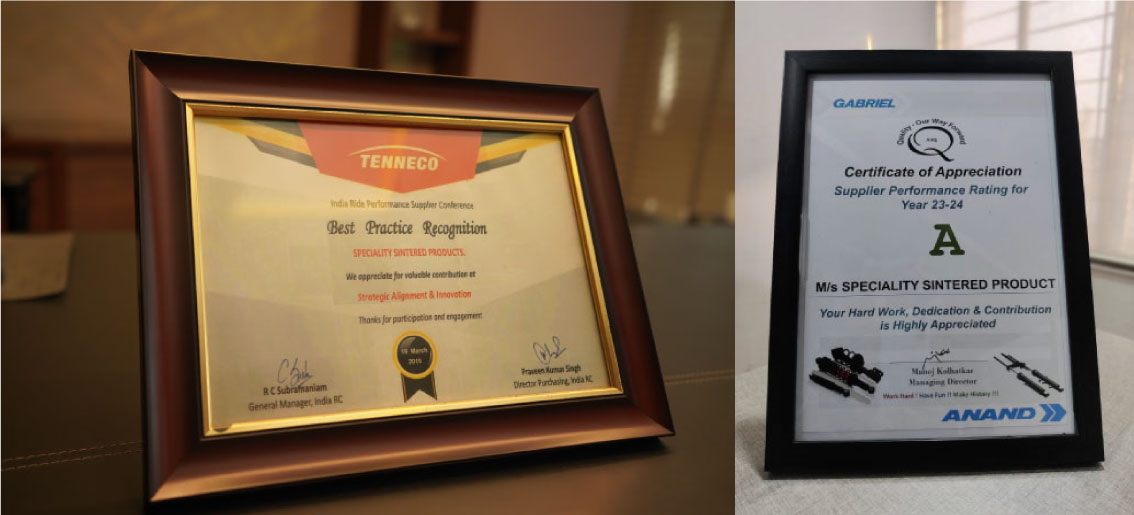 TENNECO
India Ride Performance Supplier Conference
Best Practice Recognition
SPECIALITY SINTERED PRODUCTS.
We appreciate for valuable contribution at
Strategic Alignment & Innovation
Thanks for participation and engagement
March
R C Subramaniam
General Manager, India RC
Praveen Kumar Singh
Director Purchasing, India RC
GABRIEL
Quality - Our Way Forward
Certificate of Appreciation
Supplier Performance Rating for
Year 23-24
A
M/s SPECIALITY SINTERED PRODUCT
Your Hard Work, Dedication & Contribution
is Highly Appreciated
Manoj Kolhatkar
Managing Director
Work Hard ! Have Fun !! Make History !!!
ANAND